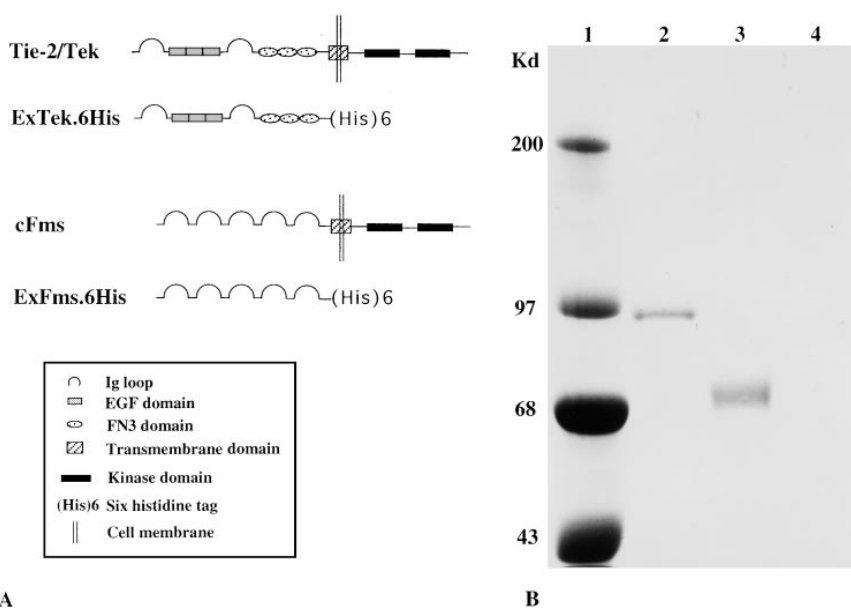 Tie-2/Tek
ExTek.6His
(His)6
cFms
ExFms.6His
(His)6
Ig loop
EGF domain
FN3 domain
Transmembrane domain
Kinase domain
(His)6 Six histidine tag
Cell membrane
A
1 2 3 4
Kd
200
97
68
43
B